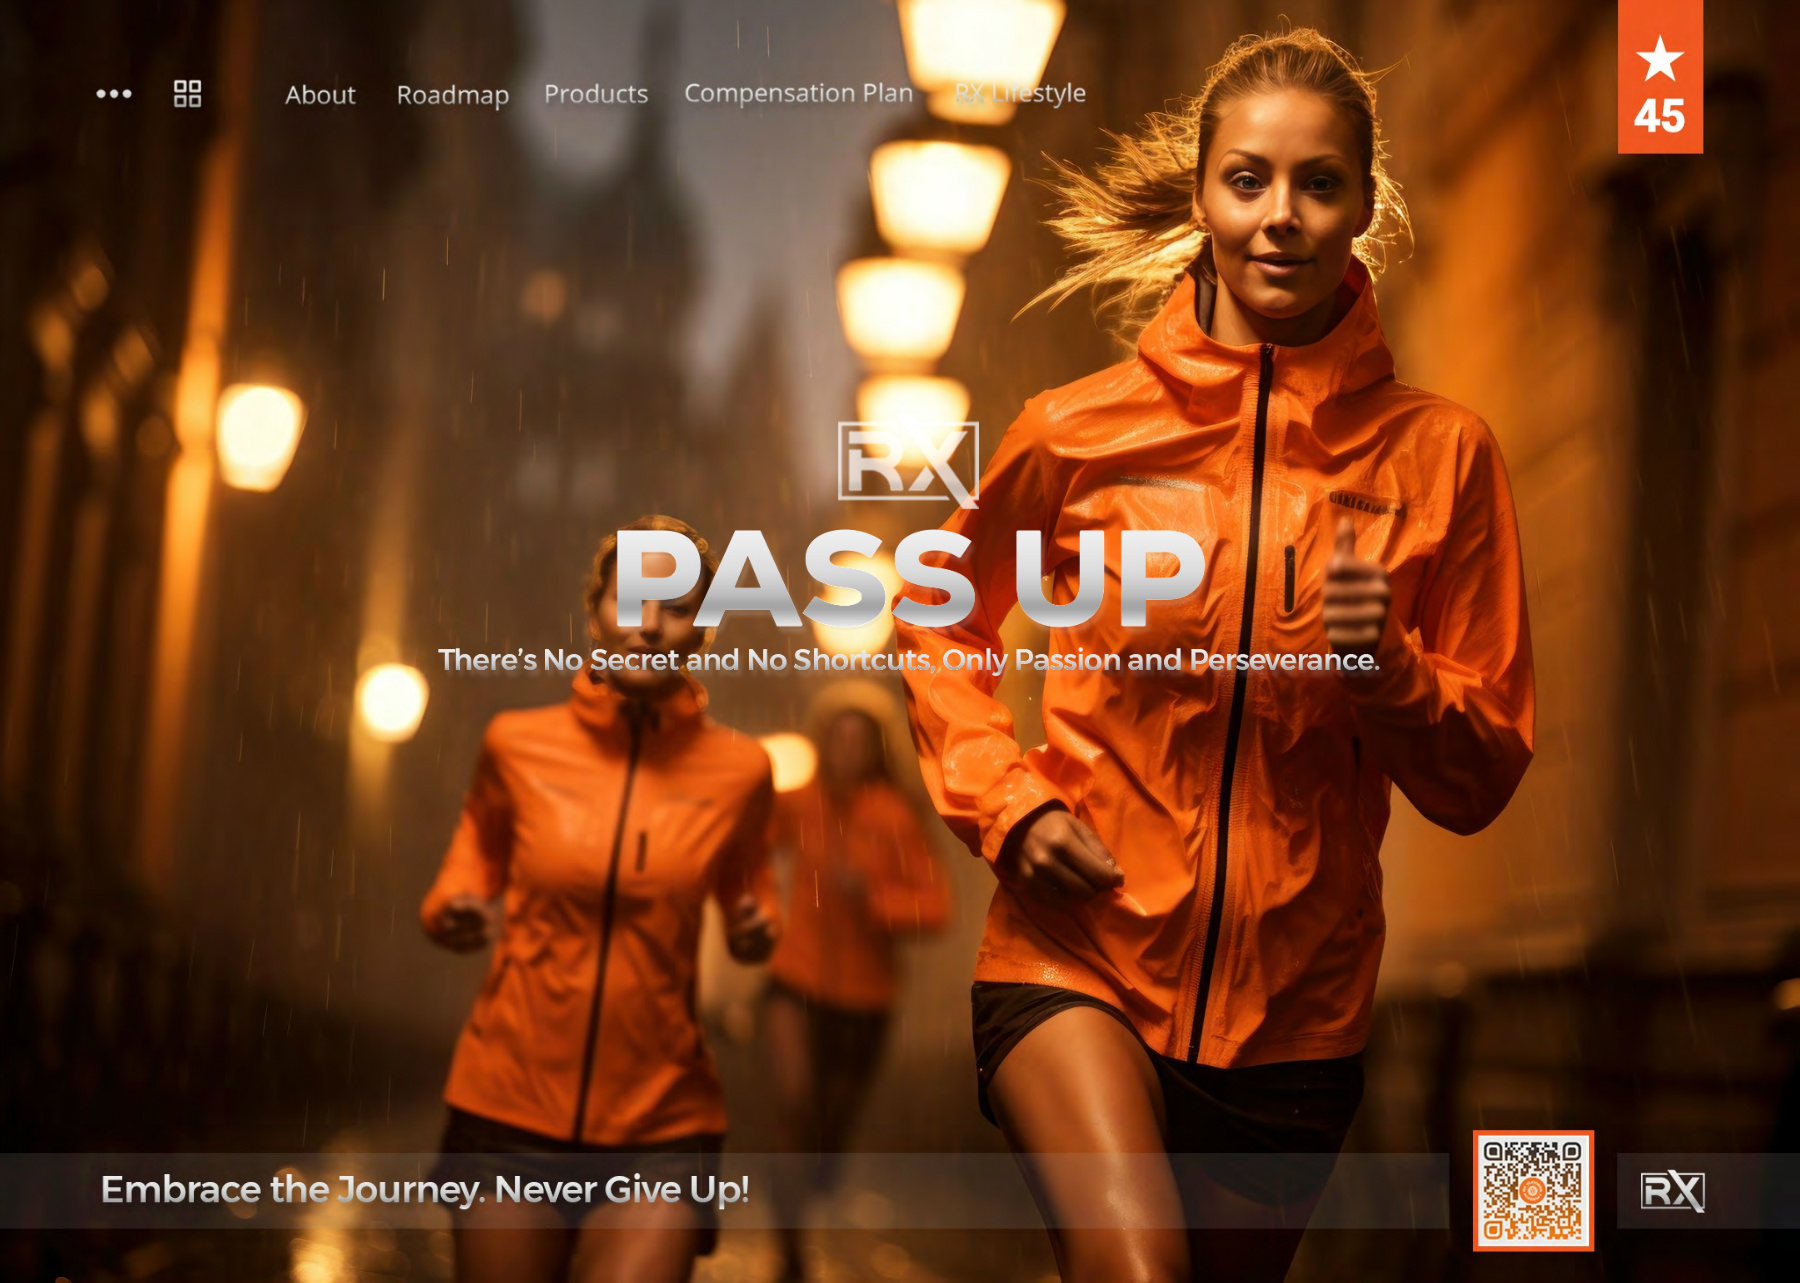 About Roadmap Products Compensation Plan RX Lifestyle
45
RX
PASS UP
There's No Secret and No Shortcuts, Only Passion and Perseverance.
Embrace the Journey. Never Give Up!
RX